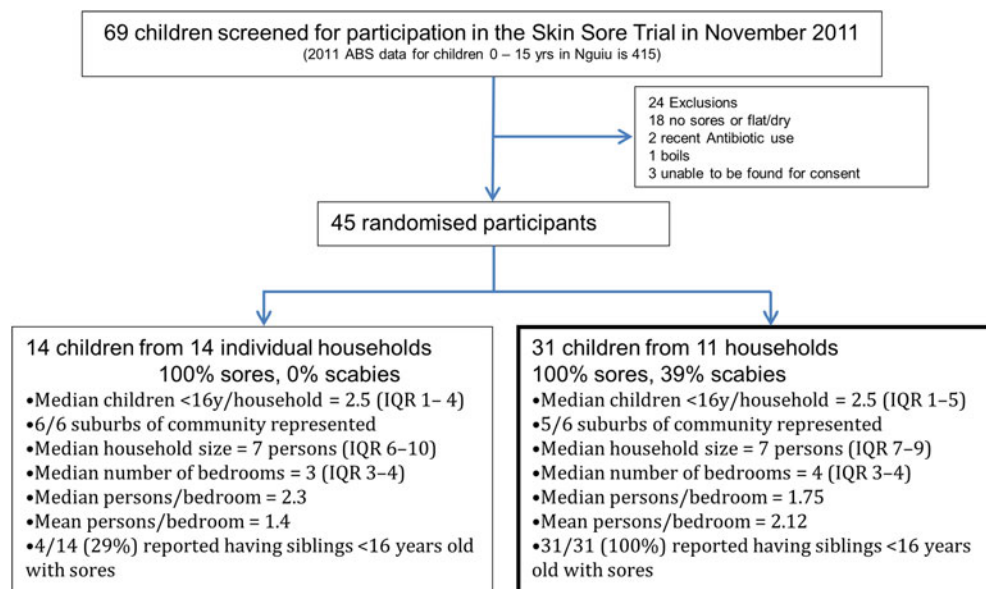 69 children screened for participation in the Skin Sore Trial in November 2011
(2011 ABS data for children 0 – 15 yrs in Nguiu is 415)
24 Exclusions
18 no sores or flat/dry
2 recent Antibiotic use
1 boils
3 unable to be found for consent
45 randomised participants
14 children from 14 individual households
100% sores, 0% scabies
•Median children <16y/household = 2.5 (IQR 1– 4)
•6/6 suburbs of community represented
•Median household size = 7 persons (IQR 6–10)
•Median number of bedrooms = 3 (IQR 3–4)
•Median persons/bedroom = 2.3
•Mean persons/bedroom = 1.4
•4/14 (29%) reported having siblings <16 years old
with sores
31 children from 11 households
100% sores, 39% scabies
•Median children <16y/household = 2.5 (IQR 1–5)
•5/6 suburbs of community represented
•Median household size = 7 persons (IQR 7–9)
•Median number of bedrooms = 4 (IQR 3–4)
•Median persons/bedroom = 1.75
•Mean persons/bedroom = 2.12
•31/31 (100%) reported having siblings <16 years
old with sores